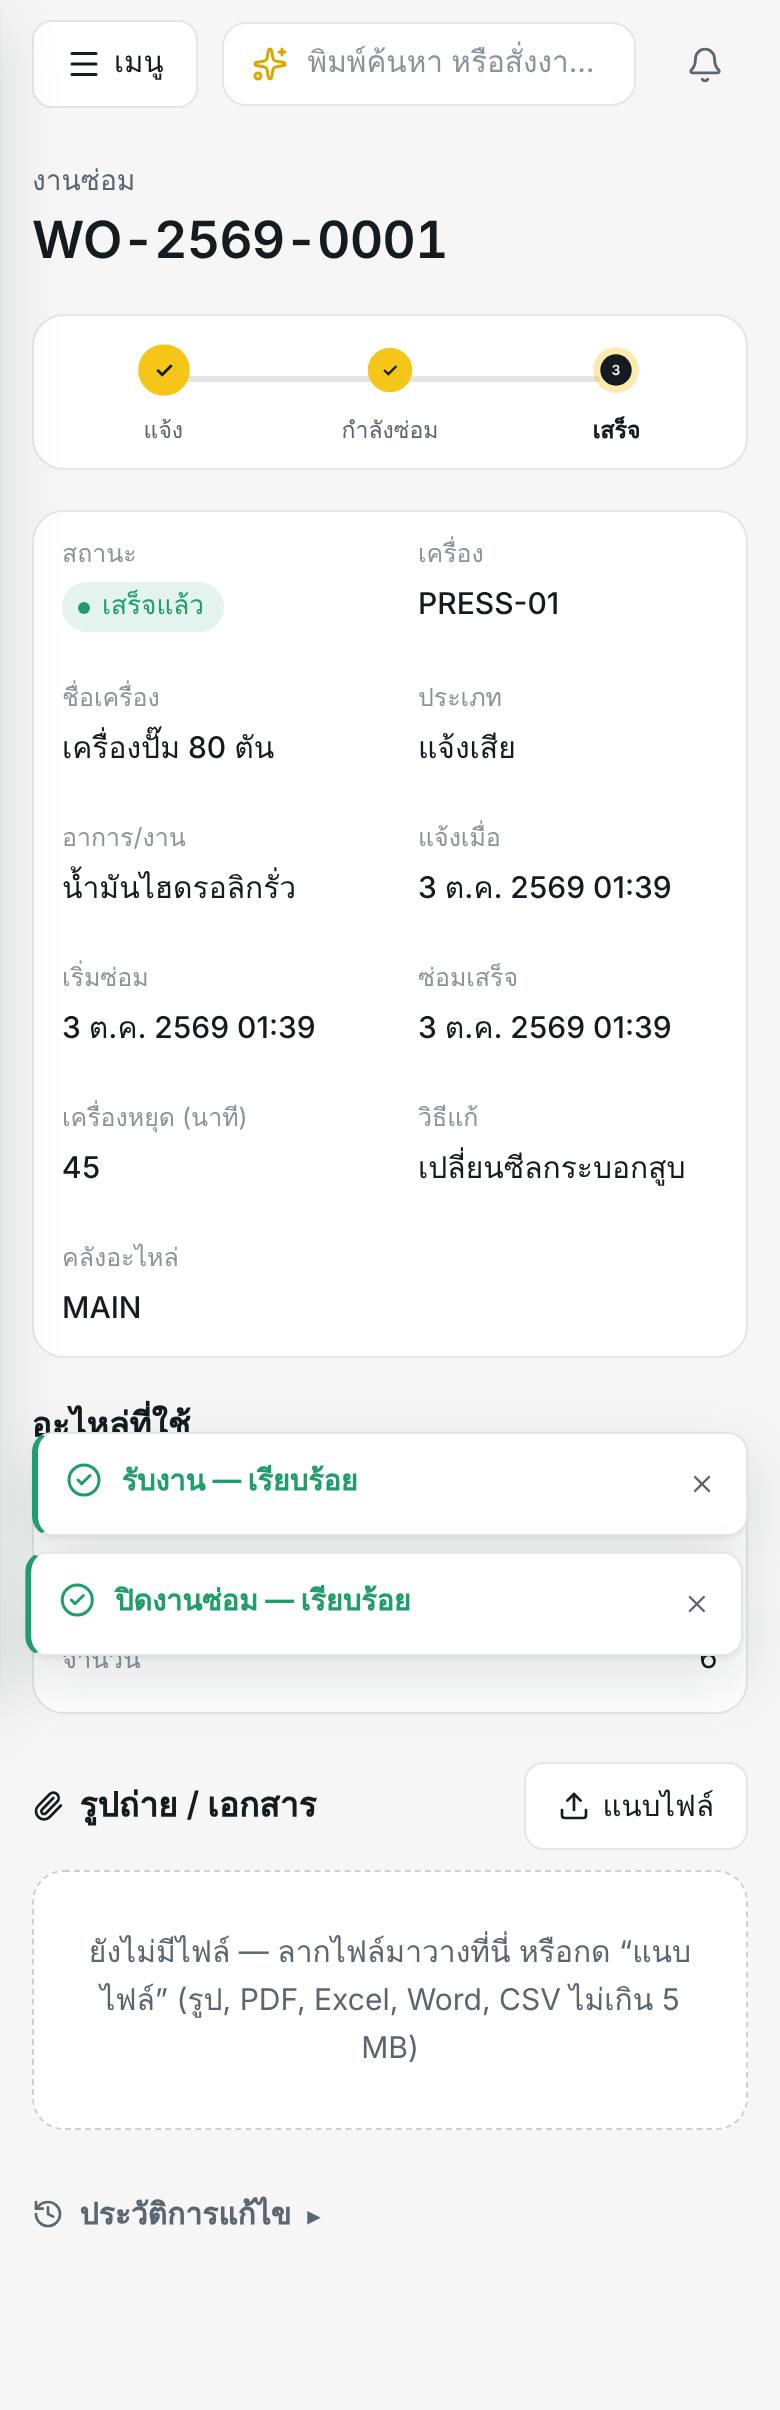 เมนู
พิมพ์ค้นหา หรือสั่งงา...
งานซ่อม
WO-2569-0001
3
แจ้ง
กำลังซ่อม
เสร็จ
สถานะ
เครื่อง
เสร็จแล้ว
PRESS-01
ชื่อเครื่อง
ประเภท
เครื่องปั๊ม 80 ตัน
แจ้งเสีย
อาการ/งาน
แจ้งเมื่อ
น้ำมันไฮดรอลิกรั่ว
3 ต.ค. 2569 01:39
เริ่มซ่อม
ซ่อมเสร็จ
3 ต.ค. 2569 01:39
3 ต.ค. 2569 01:39
เครื่องหยุด (นาที)
วิธีแก้
45
เปลี่ยนซีลกระบอกสูบ
คลังอะไหล่
MAIN
อะไหล่ที่ใช้
รับงาน — เรียบร้อย
ปิดงานซ่อม — เรียบร้อย
จำนวน
รูปถ่าย / เอกสาร
แนบไฟล์
ยังไม่มีไฟล์ — ลากไฟล์มาวางที่นี่ หรือกด “แนบ
ไฟล์” (รูป, PDF, Excel, Word, CSV ไม่เกิน 5
MB)
ประวัติการแก้ไข